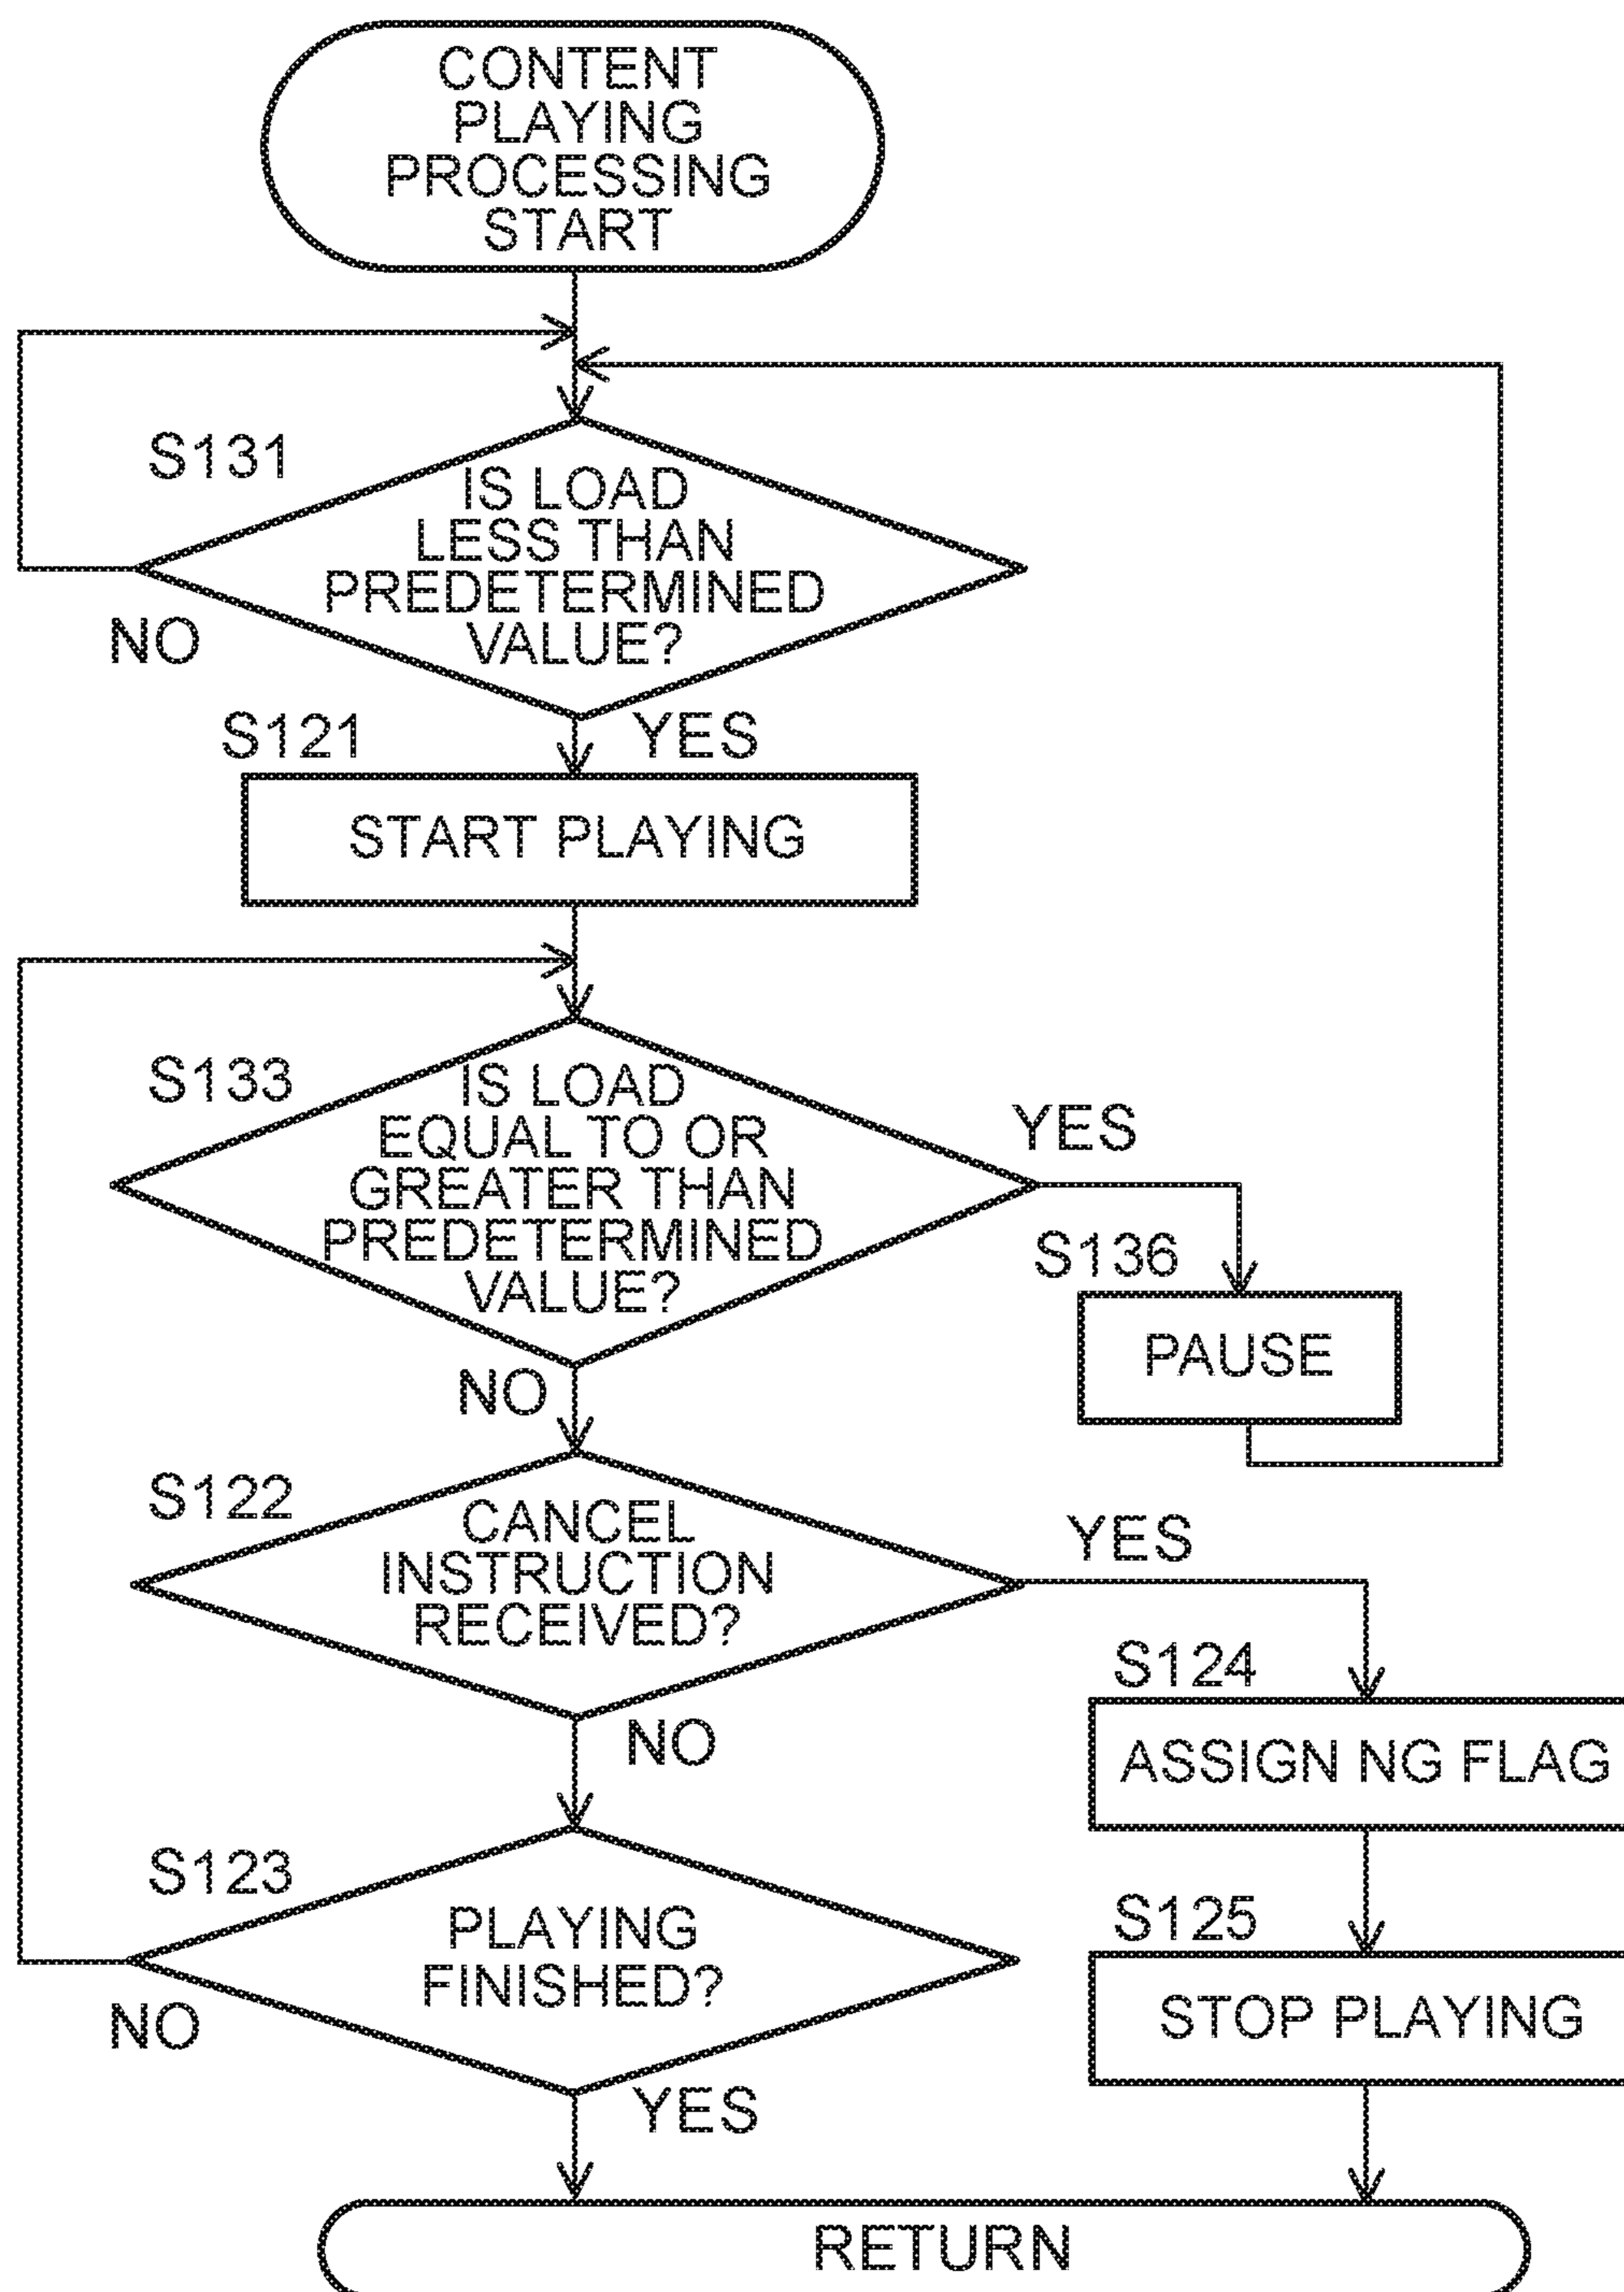 CONTENT
PLAYING
PROCESSING
START
S131
IS LOAD
LESS THAN
PREDETERMINED
VALUE?
NO
S121
YES
START PLAYING
S133
IS LOAD
EQUAL TO OR
GREATER THAN
PREDETERMINED
VALUE?
YES
S136
PAUSE
NO
S122
CANCEL
INSTRUCTION
RECEIVED?
YES
S124
ASSIGN NG FLAG
NO
S123
PLAYING
FINISHED?
S125
STOP PLAYING
NO
YES
RETURN